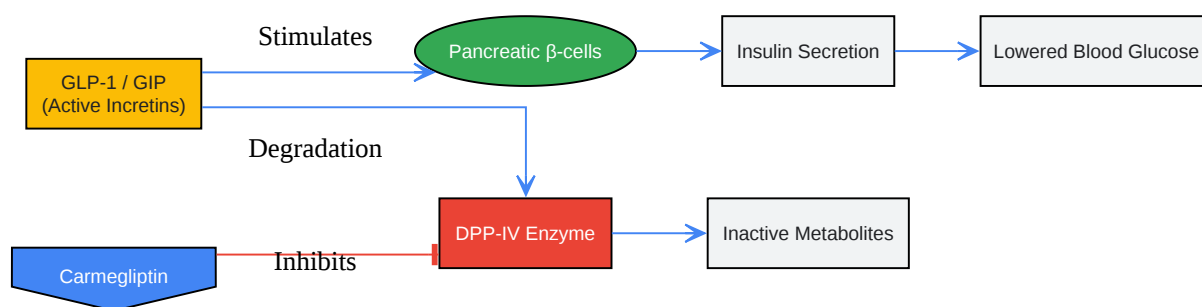 Stimulates
Pancreatic β-cells
Insulin Secretion
Lowered Blood Glucose
GLP-1 / GIP
(Active Incretins)
Degradation
DPP-IV Enzyme
Inactive Metabolites
Inhibits
Carmegliptin